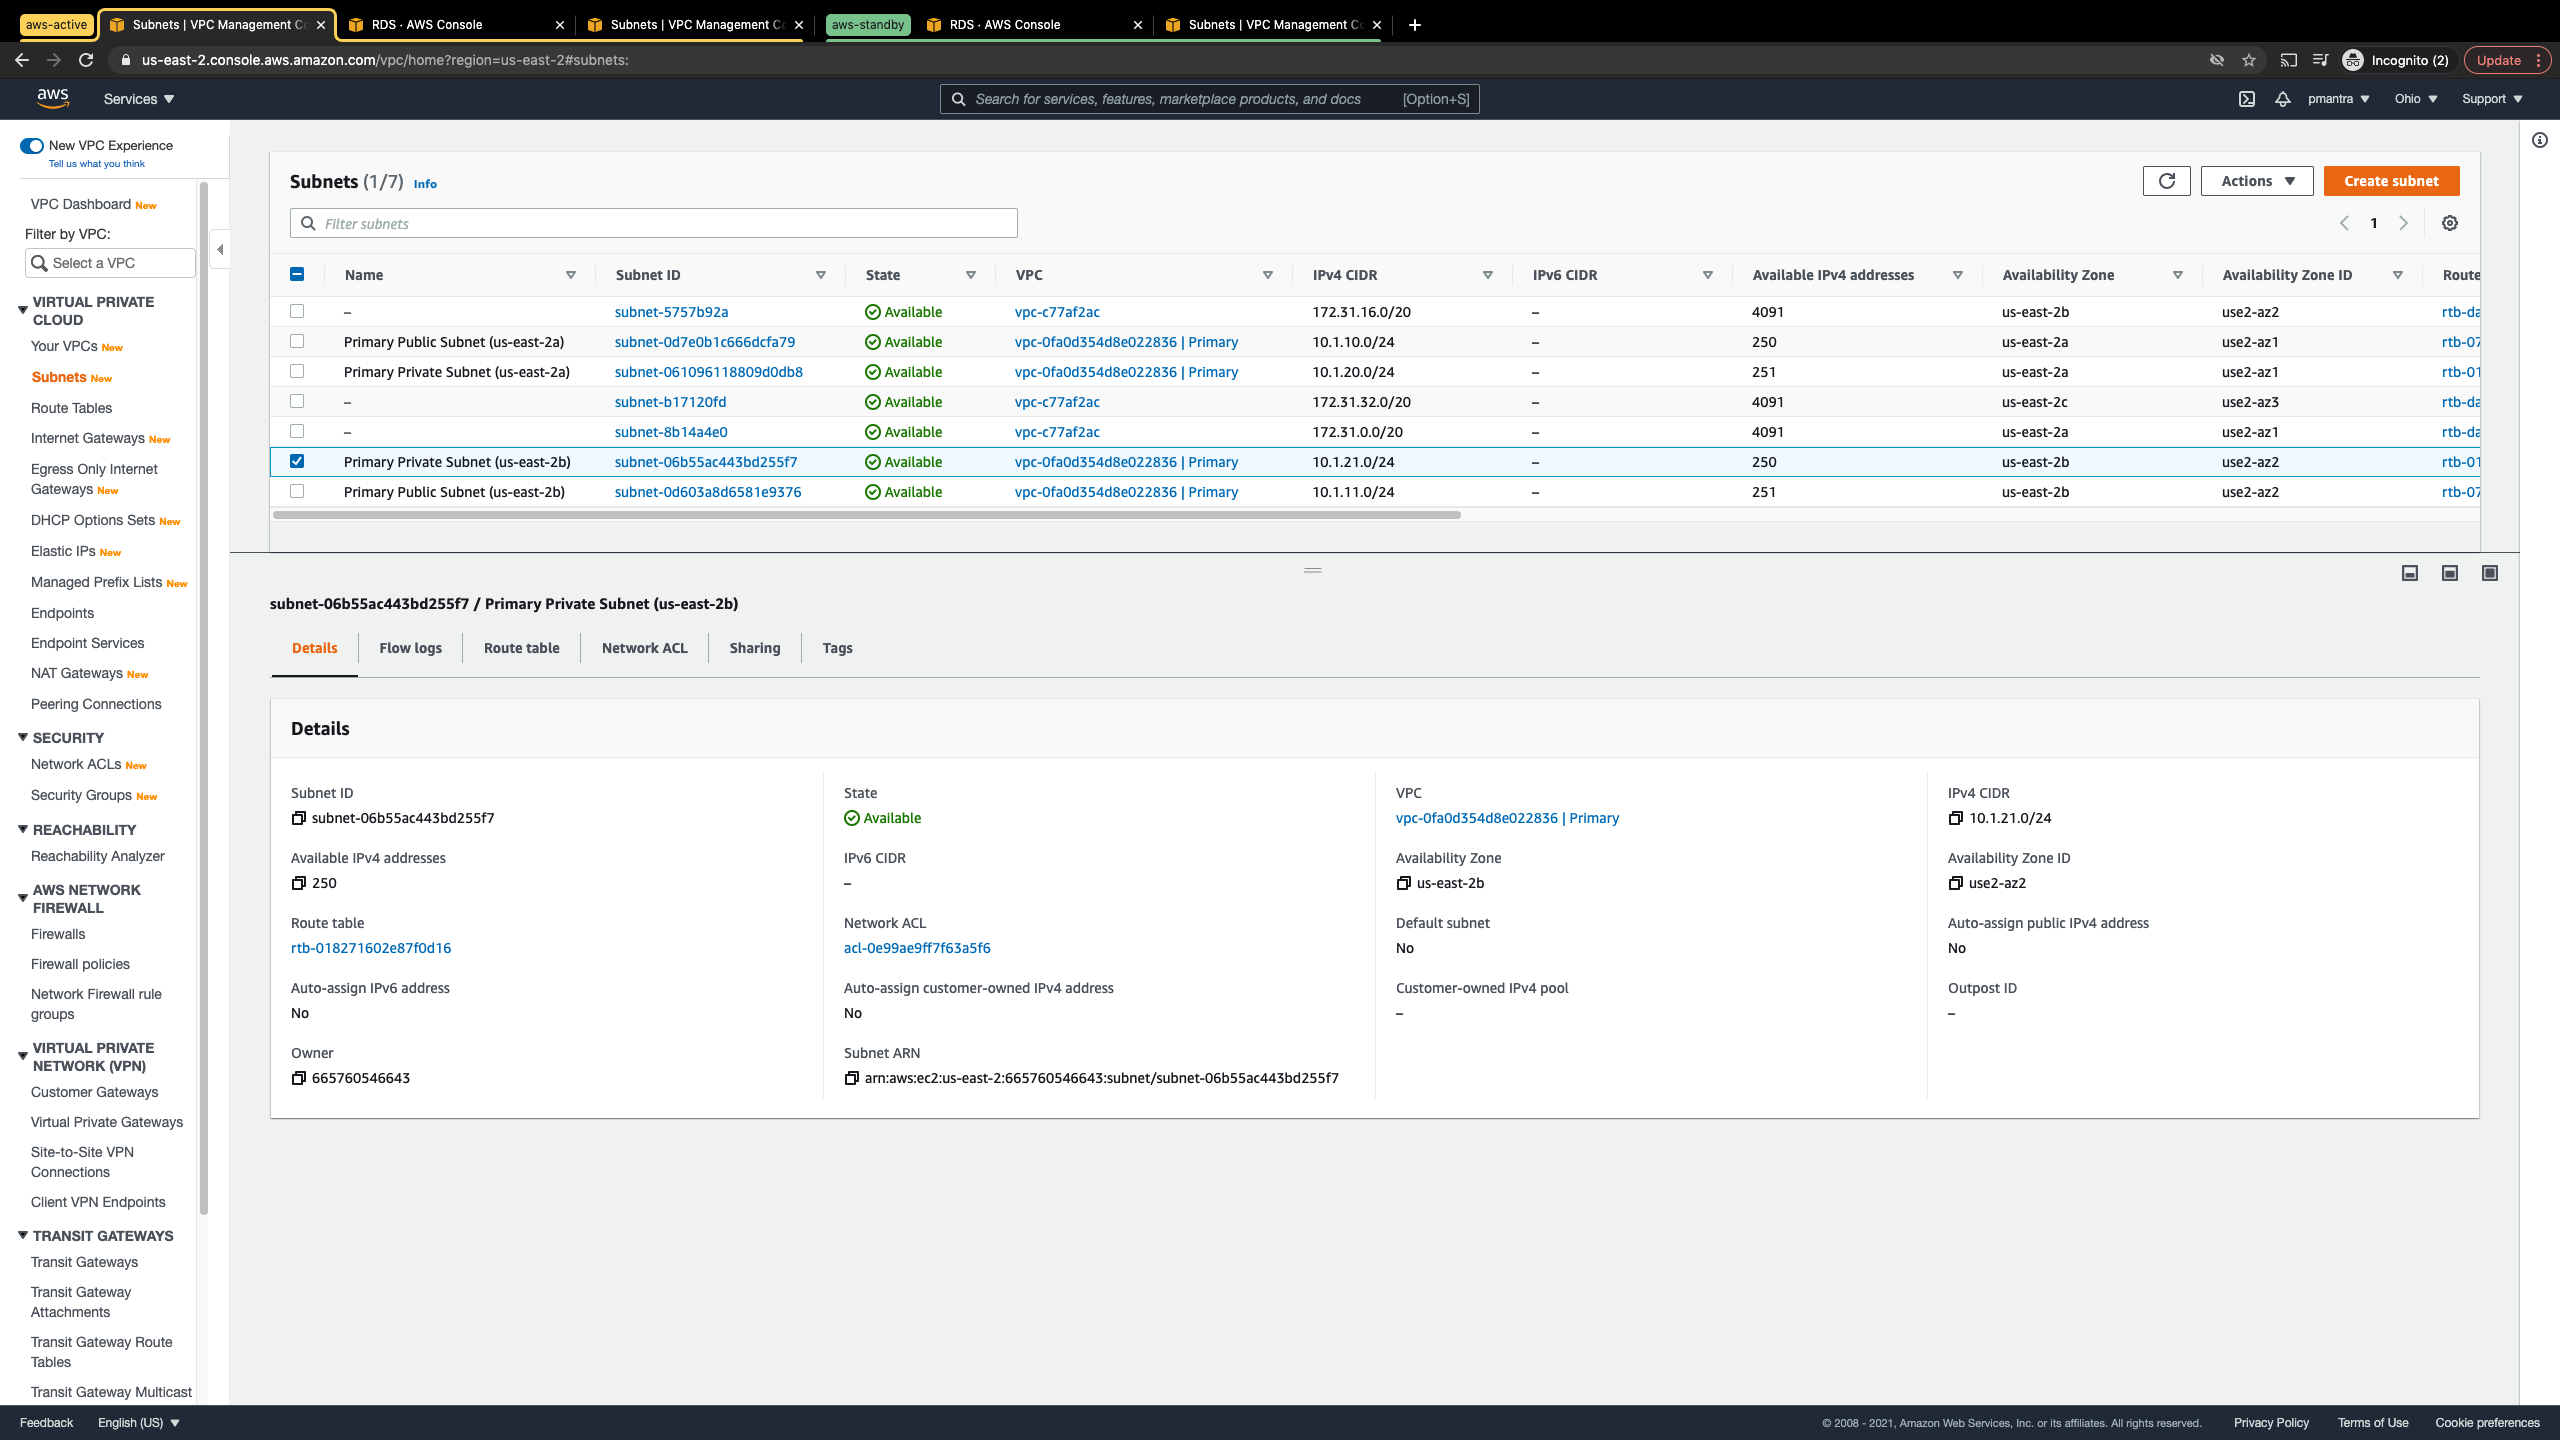 aws-active
Subnets | VPC Management Co
RDS · AWS Console
Subnets | VPC Management Co
aws-standby
RDS · AWS Console
Subnets | VPC Management Co
us-east-2.console.aws.amazon.com/vpc/home?region=us-east-2#subnets:
Incognito (2)
Update
aws
Services
Search for services, features, marketplace products, and docs [Option+S]
pmantra
Ohio
Support
New VPC Experience
Tell us what you think
VPC Dashboard New
Filter by VPC:
Select a VPC
VIRTUAL PRIVATE
CLOUD
Your VPCs New
Subnets New
Route Tables
Internet Gateways New
Egress Only Internet
Gateways New
DHCP Options Sets New
Elastic IPs New
Managed Prefix Lists New
Endpoints
Endpoint Services
NAT Gateways New
Peering Connections
SECURITY
Network ACLs New
Security Groups New
REACHABILITY
Reachability Analyzer
AWS NETWORK
FIREWALL
Firewalls
Firewall policies
Network Firewall rule
groups
VIRTUAL PRIVATE
NETWORK (VPN)
Customer Gateways
Virtual Private Gateways
Site-to-Site VPN
Connections
Client VPN Endpoints
TRANSIT GATEWAYS
Transit Gateways
Transit Gateway
Attachments
Transit Gateway Route
Tables
Transit Gateway Multicast
Subnets (1/7) Info
Actions
Create subnet
Filter subnets
1
Name Subnet ID State VPC IPv4 CIDR IPv6 CIDR Available IPv4 addresses Availability Zone Availability Zone ID Route
– subnet-5757b92a Available vpc-c77af2ac 172.31.16.0/20 – 4091 us-east-2b use2-az2 rtb-da
Primary Public Subnet (us-east-2a) subnet-0d7e0b1c666dcfa79 Available vpc-0fa0d354d8e022836 | Primary 10.1.10.0/24 – 250 us-east-2a use2-az1 rtb-07
Primary Private Subnet (us-east-2a) subnet-061096118809d0db8 Available vpc-0fa0d354d8e022836 | Primary 10.1.20.0/24 – 251 us-east-2a use2-az1 rtb-01
– subnet-b17120fd Available vpc-c77af2ac 172.31.32.0/20 – 4091 us-east-2c use2-az3 rtb-da
– subnet-8b14a4e0 Available vpc-c77af2ac 172.31.0.0/20 – 4091 us-east-2a use2-az1 rtb-da
Primary Private Subnet (us-east-2b) subnet-06b55ac443bd255f7 Available vpc-0fa0d354d8e022836 | Primary 10.1.21.0/24 – 250 us-east-2b use2-az2 rtb-01
Primary Public Subnet (us-east-2b) subnet-0d603a8d6581e9376 Available vpc-0fa0d354d8e022836 | Primary 10.1.11.0/24 – 251 us-east-2b use2-az2 rtb-07
subnet-06b55ac443bd255f7 / Primary Private Subnet (us-east-2b)
Details Flow logs Route table Network ACL Sharing Tags
Details
Subnet ID State VPC IPv4 CIDR
subnet-06b55ac443bd255f7 Available vpc-0fa0d354d8e022836 | Primary 10.1.21.0/24
Available IPv4 addresses IPv6 CIDR Availability Zone Availability Zone ID
250 – us-east-2b use2-az2
Route table Network ACL Default subnet Auto-assign public IPv4 address
rtb-018271602e87f0d16 acl-0e99ae9ff7f63a5f6 No No
Auto-assign IPv6 address Auto-assign customer-owned IPv4 address Customer-owned IPv4 pool Outpost ID
No No – –
Owner Subnet ARN
665760546643 arn:aws:ec2:us-east-2:665760546643:subnet/subnet-06b55ac443bd255f7
Feedback English (US) © 2008 - 2021, Amazon Web Services, Inc. or its affiliates. All rights reserved. Privacy Policy Terms of Use Cookie preferences